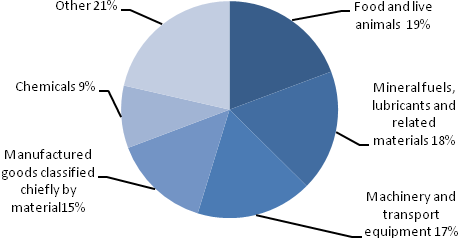 Other 21%
Food and live
animals  19%
Chemicals 9%
Mineral fuels,
lubricants and
related
materials 18%
Manufactured
goods classified
chiefly by
material15%
Machinery and
transport
equipment 17%